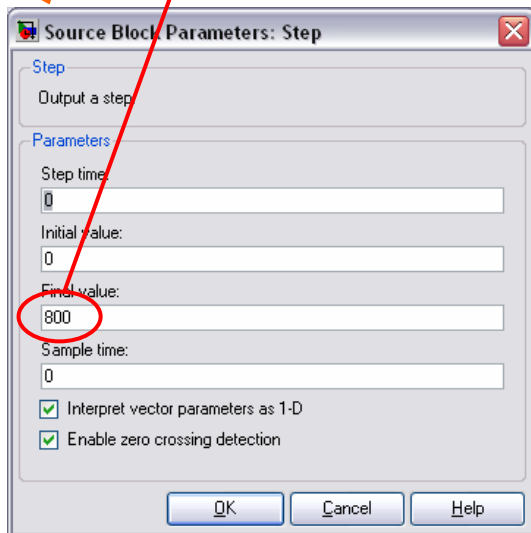 Source Block Parameters: Step
Step
Output a step.
Parameters
Step time:
0
Initial value:
0
Final value:
800
Sample time:
0
Interpret vector parameters as 1-D
Enable zero crossing detection
OK Cancel Help